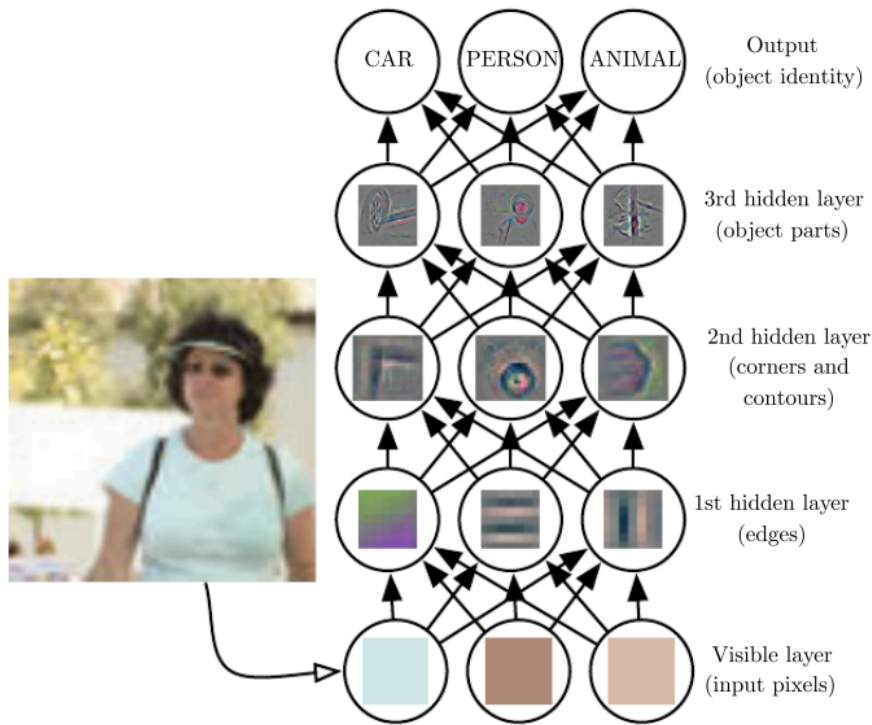 CAR
PERSON
ANIMAL
Output
(object identity)
3rd hidden layer
(object parts)
2nd hidden layer
(corners and
contours)
1st hidden layer
(edges)
Visible layer
(input pixels)